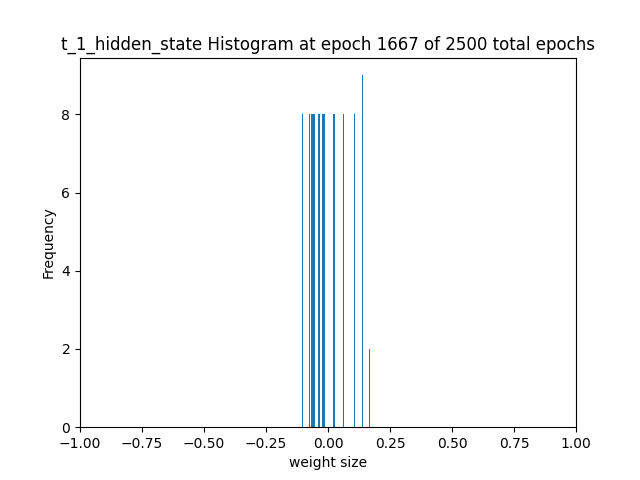 t_1_hidden_state Histogram at epoch 1667 of 2500 total epochs
Frequency
8
6
4
2
0
−1.00 −0.75 −0.50 −0.25 0.00 0.25 0.50 0.75 1.00
weight size